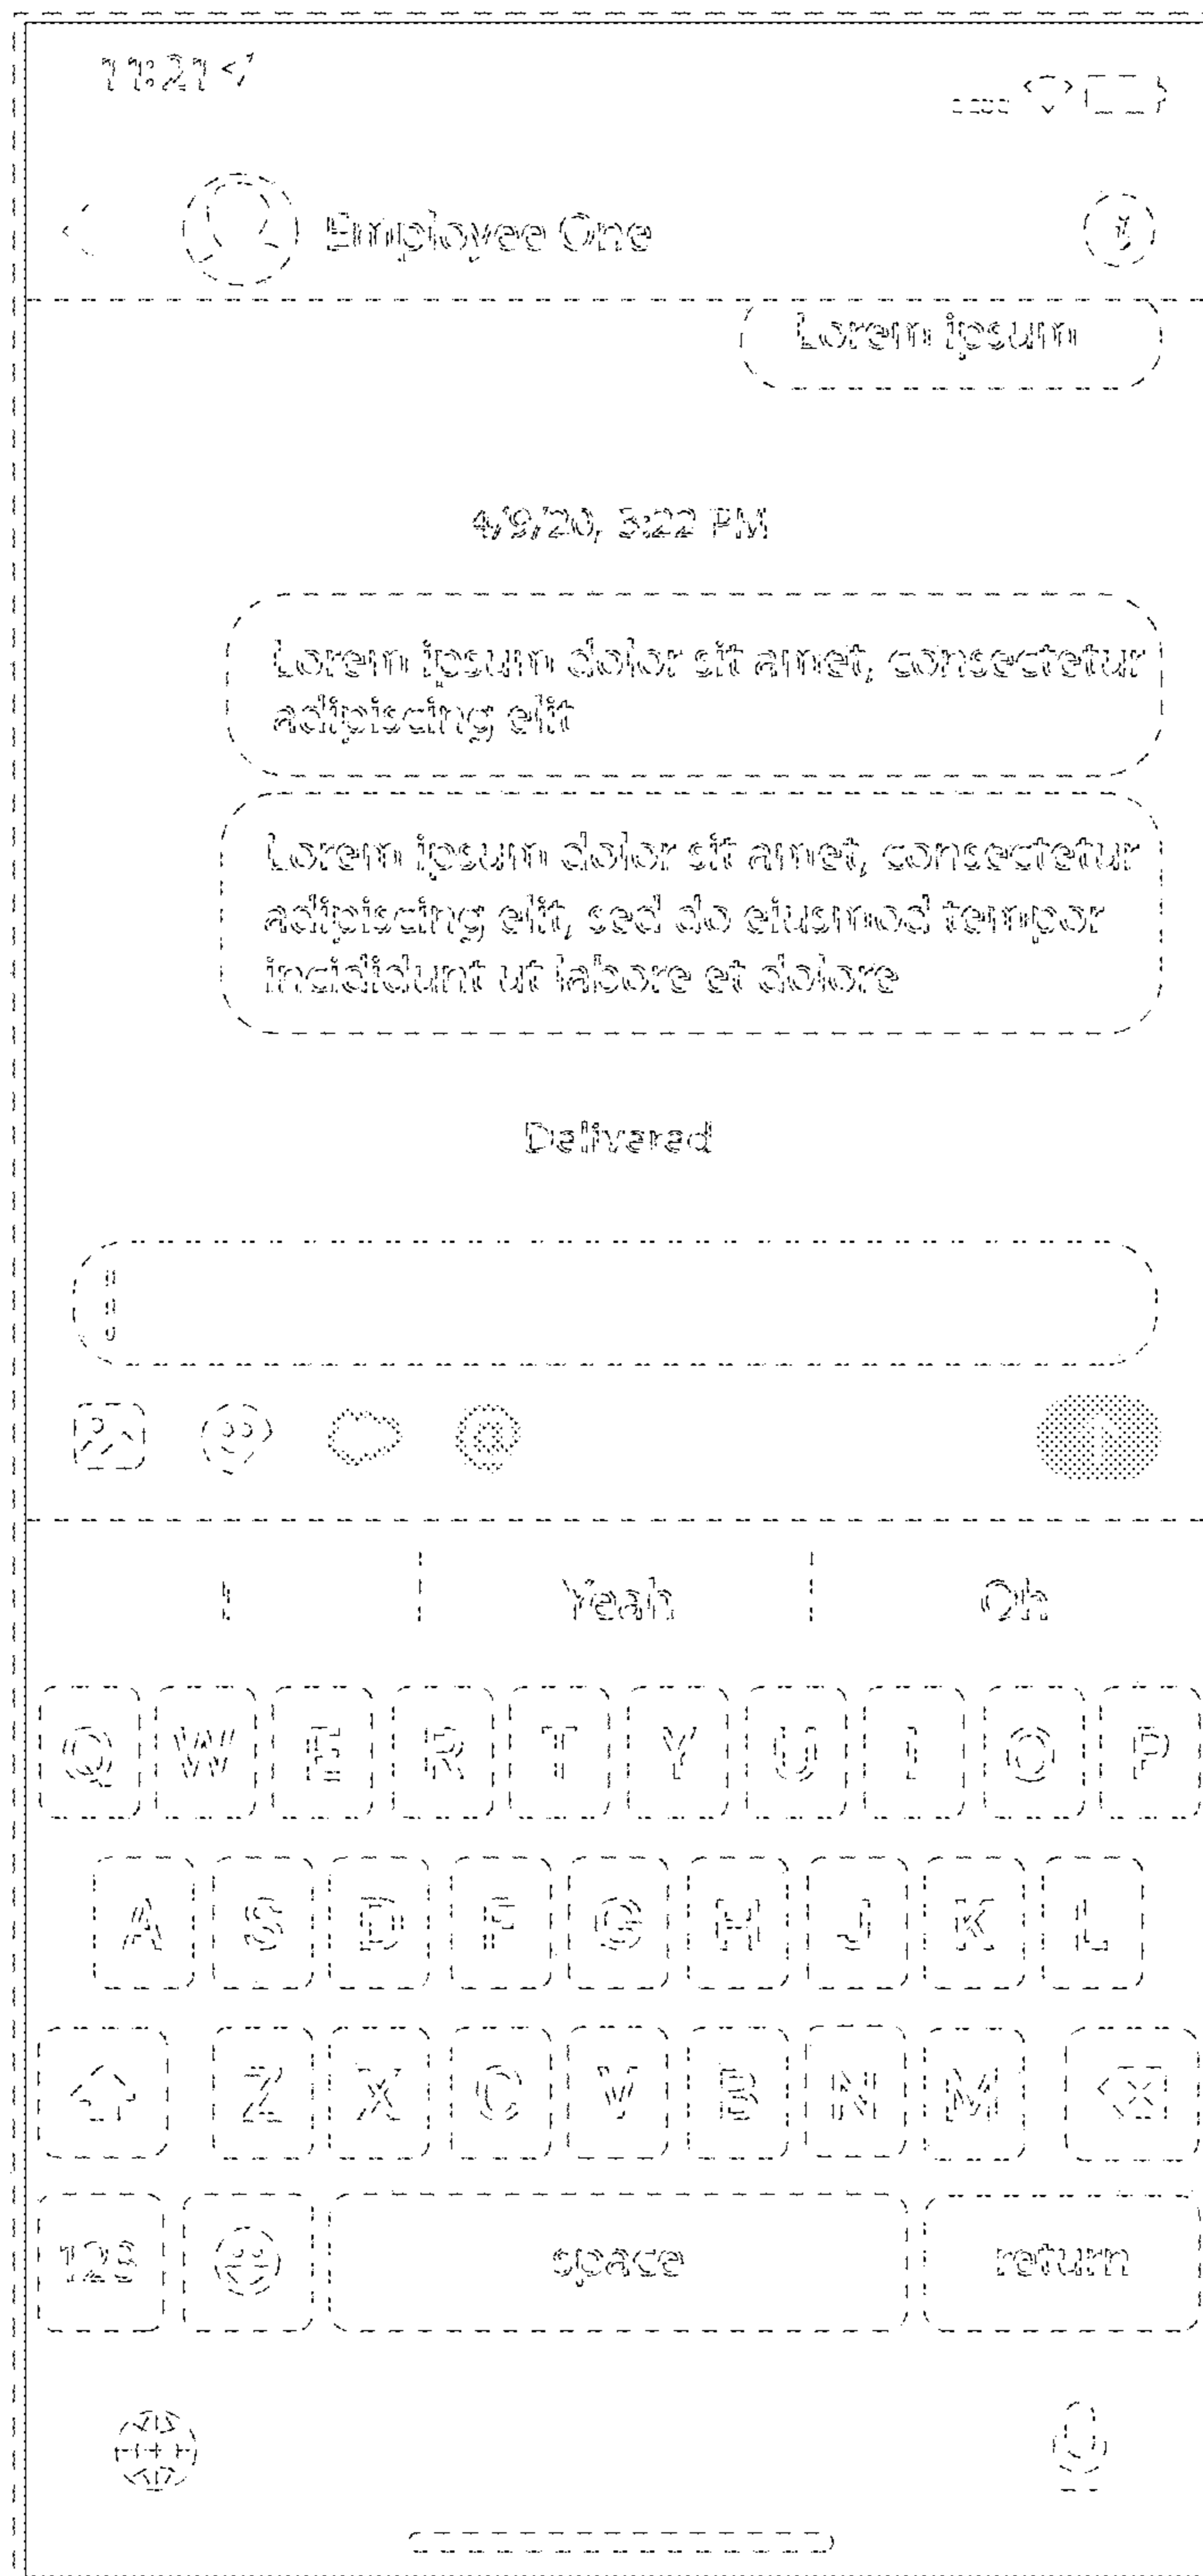 11:21
Employee One
Lorem ipsum
4/9/20, 3:22 PM
Lorem ipsum dolor sit amet, consectetur
adipiscing elit
Lorem ipsum dolor sit amet, consectetur
adipiscing elit, sed do eiusmod tempor
incididunt ut labore et dolore
Delivered
@
I Yeah Oh
Q W E R T Y U I O P
A S D F G H J K L
Z X C V B N M
123 space return